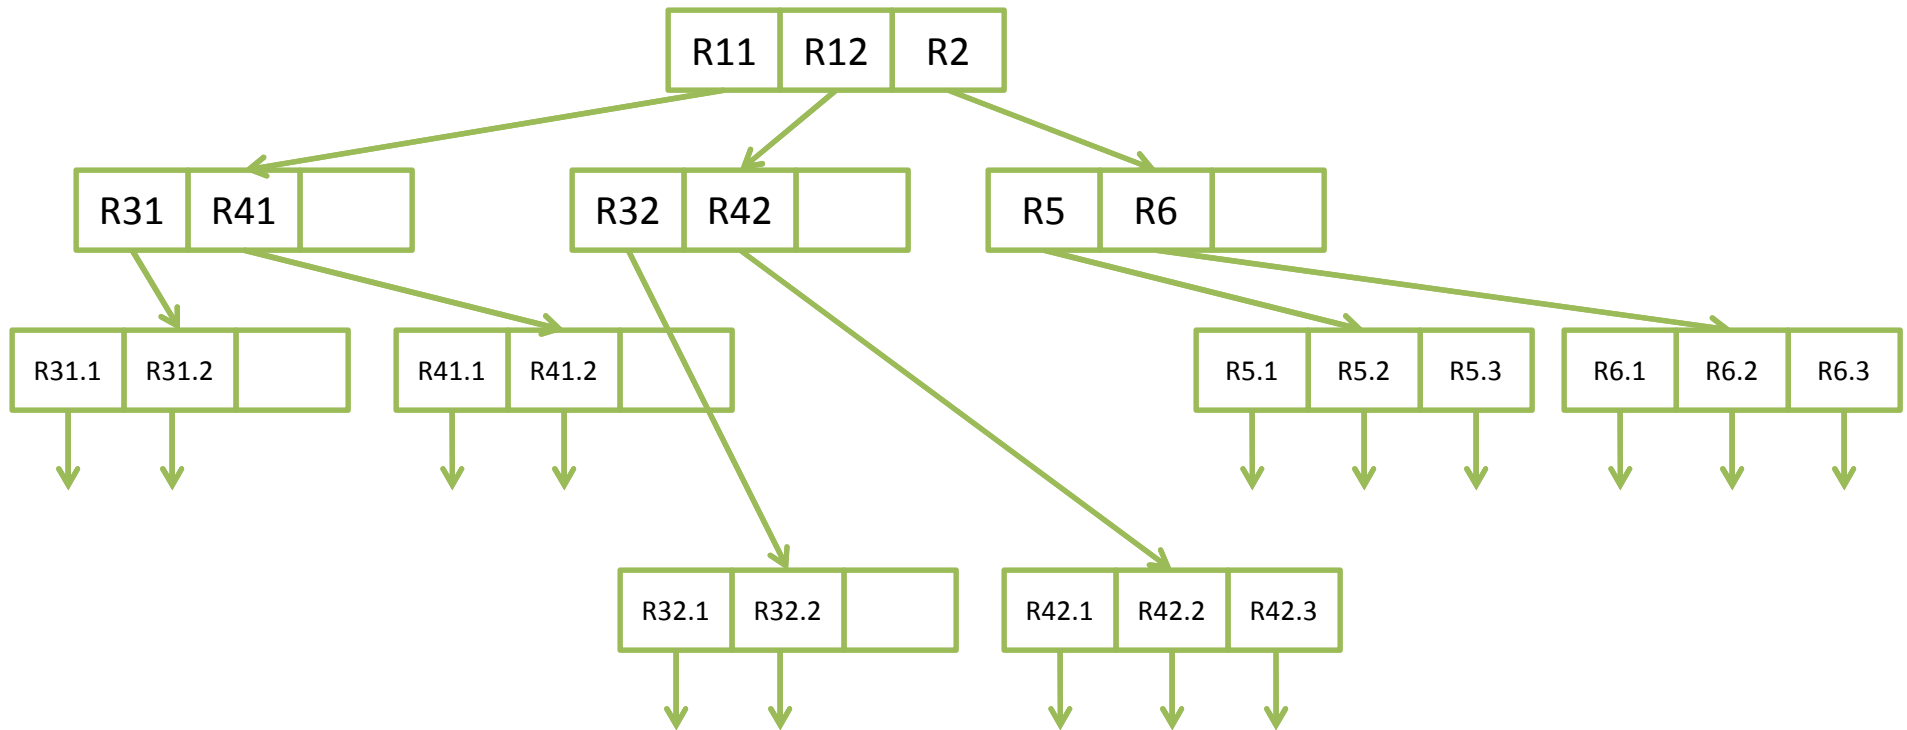 R11 R12 R2
R31 R41 R32 R42 R5 R6
R31.1 R31.2 R41.1 R41.2 R5.1 R5.2 R5.3 R6.1 R6.2 R6.3
R32.1 R32.2 R42.1 R42.2 R42.3